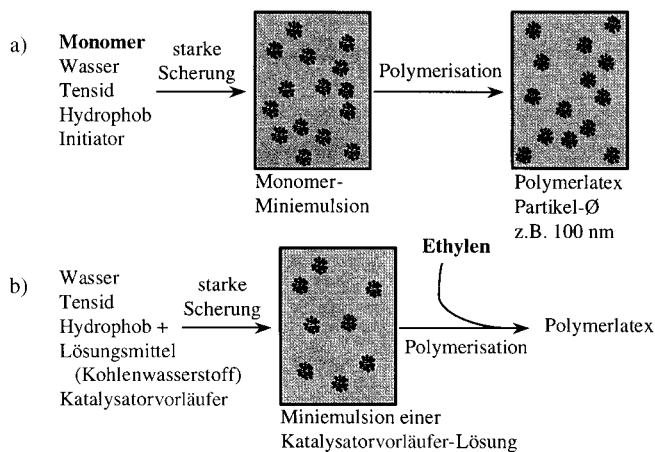 a)
Monomer
Wasser
Tensid
Hydrophob
Initiator
starke
Scherung
Monomer-
Miniemulsion
Polymerisation
Polymerlatex
Partikel-Ø
z.B. 100 nm
b)
Wasser
Tensid
Hydrophob +
Lösungsmittel
(Kohlenwasserstoff)
Katalysatorvorläufer
starke
Scherung
Miniemulsion einer
Katalysatorvorläufer-Lösung
Ethylen
Polymerisation
Polymerlatex